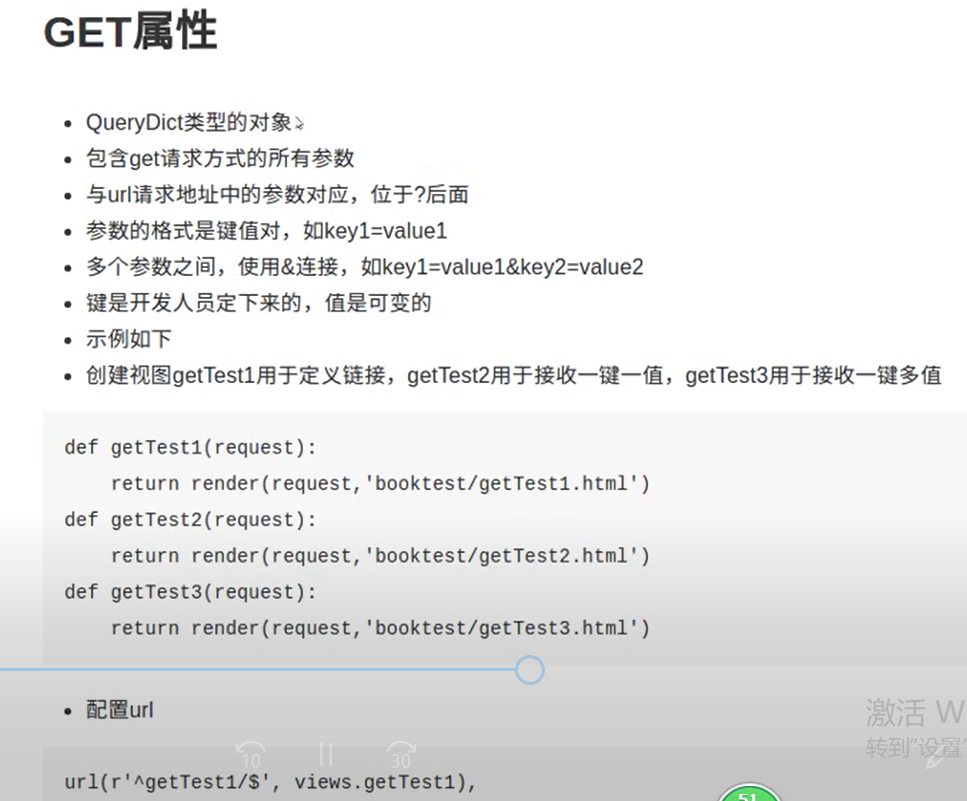 GET属性
QueryDict类型的对象
包含get请求方式的所有参数
与url请求地址中的参数对应，位于?后面
参数的格式是键值对，如key1=value1
多个参数之间，使用&连接，如key1=value1&key2=value2
键是开发人员定下来的，值是可变的
示例如下
创建视图getTest1用于定义链接，getTest2用于接收一键一值，getTest3用于接收一键多值
def getTest1(request):
    return render(request,'booktest/getTest1.html')
def getTest2(request):
    return render(request,'booktest/getTest2.html')
def getTest3(request):
    return render(request,'booktest/getTest3.html')
配置url
激活 W
转到"设置"
10
30
url(r'^getTest1/$', views.getTest1),
51